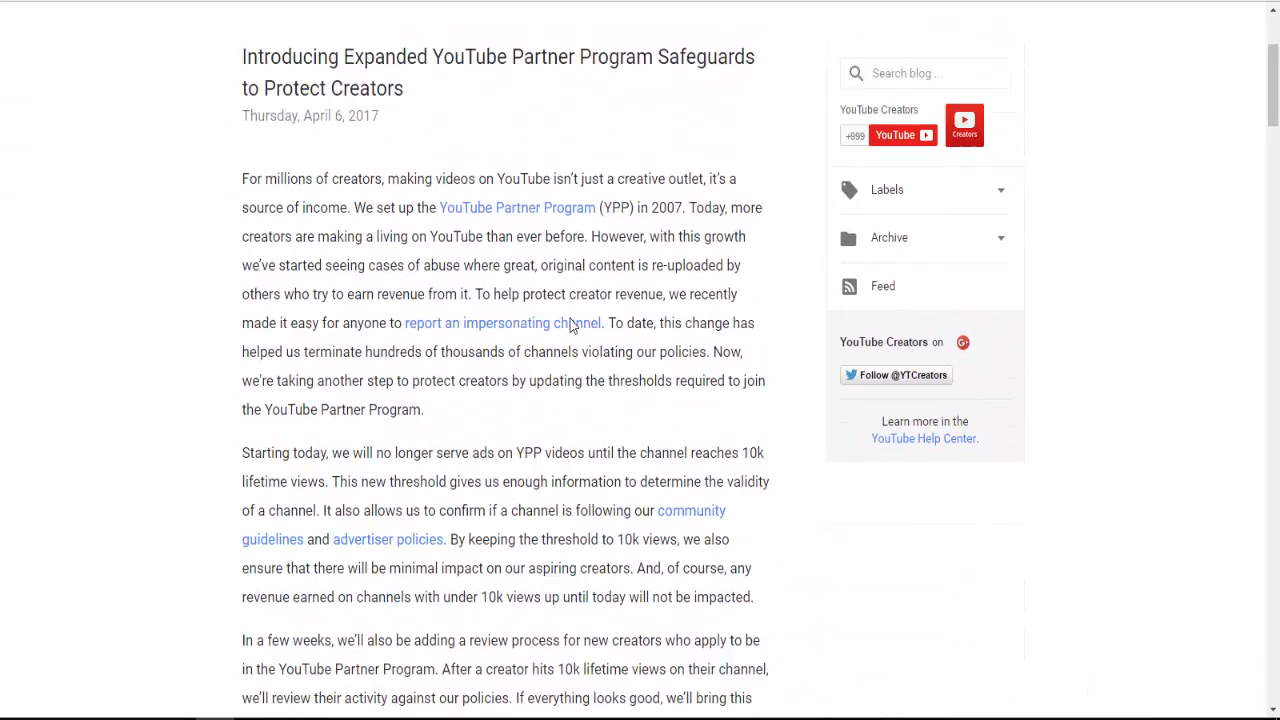 Introducing Expanded YouTube Partner Program Safeguards
to Protect Creators
Thursday, April 6, 2017
For millions of creators, making videos on YouTube isn’t just a creative outlet, it’s a
source of income. We set up the YouTube Partner Program (YPP) in 2007. Today, more
creators are making a living on YouTube than ever before. However, with this growth
we’ve started seeing cases of abuse where great, original content is re-uploaded by
others who try to earn revenue from it. To help protect creator revenue, we recently
made it easy for anyone to report an impersonating channel. To date, this change has
helped us terminate hundreds of thousands of channels violating our policies. Now,
we’re taking another step to protect creators by updating the thresholds required to join
the YouTube Partner Program.
Starting today, we will no longer serve ads on YPP videos until the channel reaches 10k
lifetime views. This new threshold gives us enough information to determine the validity
of a channel. It also allows us to confirm if a channel is following our community
guidelines and advertiser policies. By keeping the threshold to 10k views, we also
ensure that there will be minimal impact on our aspiring creators. And, of course, any
revenue earned on channels with under 10k views up until today will not be impacted.
In a few weeks, we’ll also be adding a review process for new creators who apply to be
in the YouTube Partner Program. After a creator hits 10k lifetime views on their channel,
we’ll review their activity against our policies. If everything looks good, we’ll bring this
Search blog ...
YouTube Creators
+999 YouTube
Creators
Labels
Archive
Feed
YouTube Creators on G+
Follow @YTCreators
Learn more in the
YouTube Help Center.